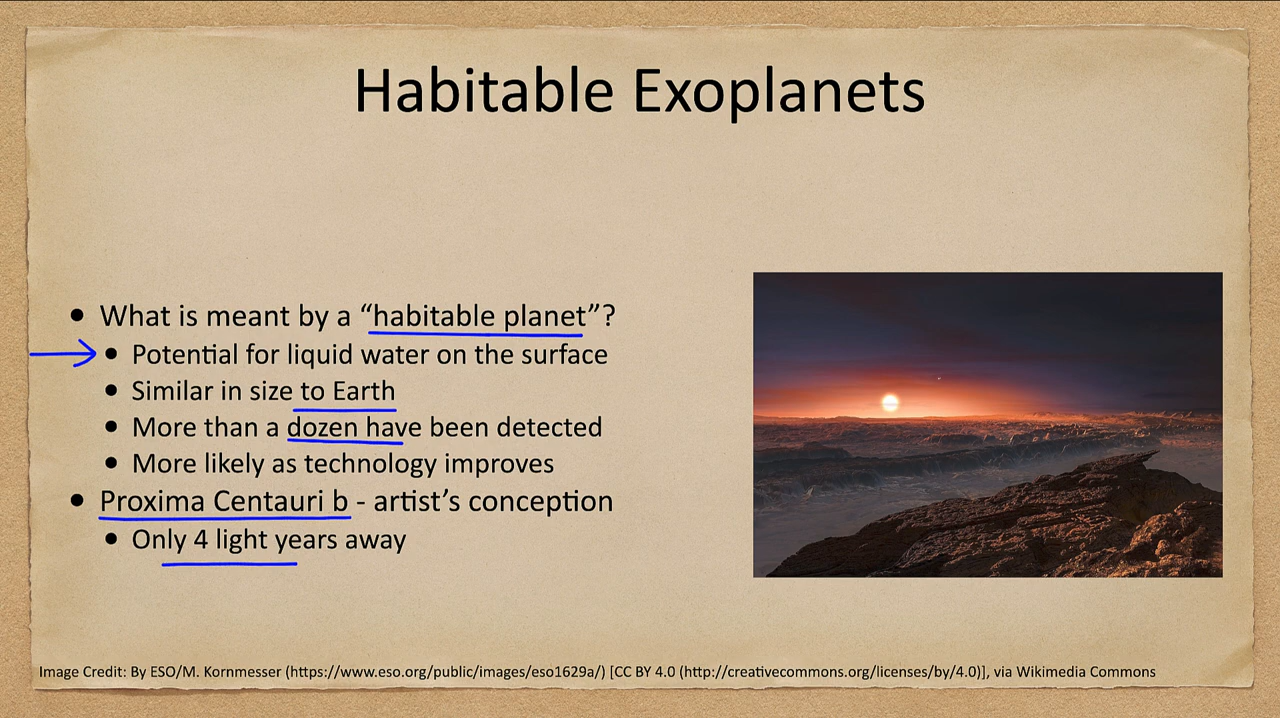 Habitable Exoplanets
• What is meant by a “habitable planet”?
• Potential for liquid water on the surface
• Similar in size to Earth
• More than a dozen have been detected
• More likely as technology improves
• Proxima Centauri b - artist’s conception
• Only 4 light years away
Image Credit: By ESO/M. Kornmesser (https://www.eso.org/public/images/eso1629a/) [CC BY 4.0 (http://creativecommons.org/licenses/by/4.0)], via Wikimedia Commons